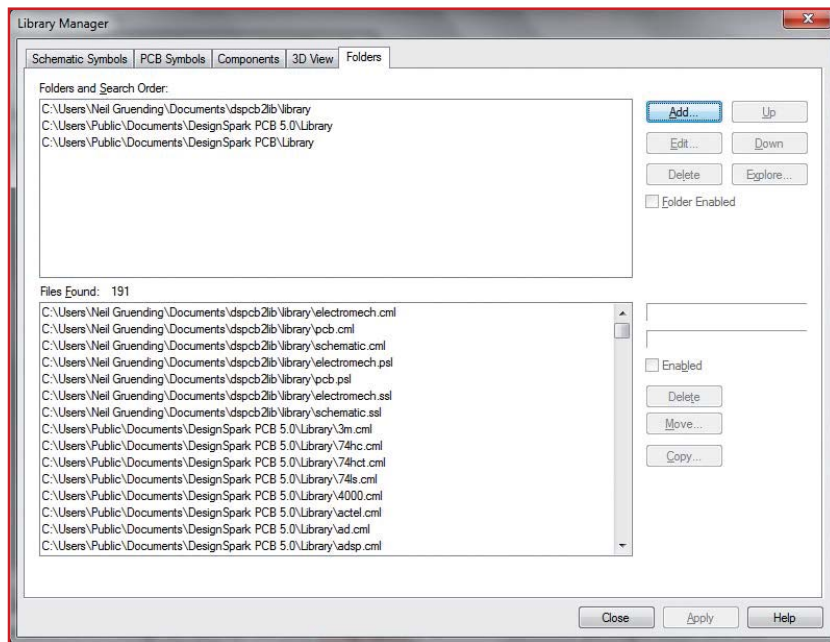 Library Manager
Schematic Symbols PCB Symbols Components 3D View Folders
Folders and Search Order:
C:\Users\Neil Gruending\Documents\dspcb2lib\library
C:\Users\Public\Documents\DesignSpark PCB 5.0\Library
C:\Users\Public\Documents\DesignSpark PCB\Library
Add... Up
Edit... Down
Delete Explore...
Folder Enabled
Files Found: 191
C:\Users\Neil Gruending\Documents\dspcb2lib\library\electromech.cml
C:\Users\Neil Gruending\Documents\dspcb2lib\library\pcb.cml
C:\Users\Neil Gruending\Documents\dspcb2lib\library\schematic.cml
C:\Users\Neil Gruending\Documents\dspcb2lib\library\electromech.psl
C:\Users\Neil Gruending\Documents\dspcb2lib\library\pcb.psl
C:\Users\Neil Gruending\Documents\dspcb2lib\library\electromech.ssl
C:\Users\Neil Gruending\Documents\dspcb2lib\library\schematic.ssl
C:\Users\Public\Documents\DesignSpark PCB 5.0\Library\3m.cml
C:\Users\Public\Documents\DesignSpark PCB 5.0\Library\74hc.cml
C:\Users\Public\Documents\DesignSpark PCB 5.0\Library\74hct.cml
C:\Users\Public\Documents\DesignSpark PCB 5.0\Library\74ls.cml
C:\Users\Public\Documents\DesignSpark PCB 5.0\Library\4000.cml
C:\Users\Public\Documents\DesignSpark PCB 5.0\Library\actel.cml
C:\Users\Public\Documents\DesignSpark PCB 5.0\Library\ad.cml
C:\Users\Public\Documents\DesignSpark PCB 5.0\Library\adsp.cml
Enabled
Delete
Move...
Copy...
Close Apply Help